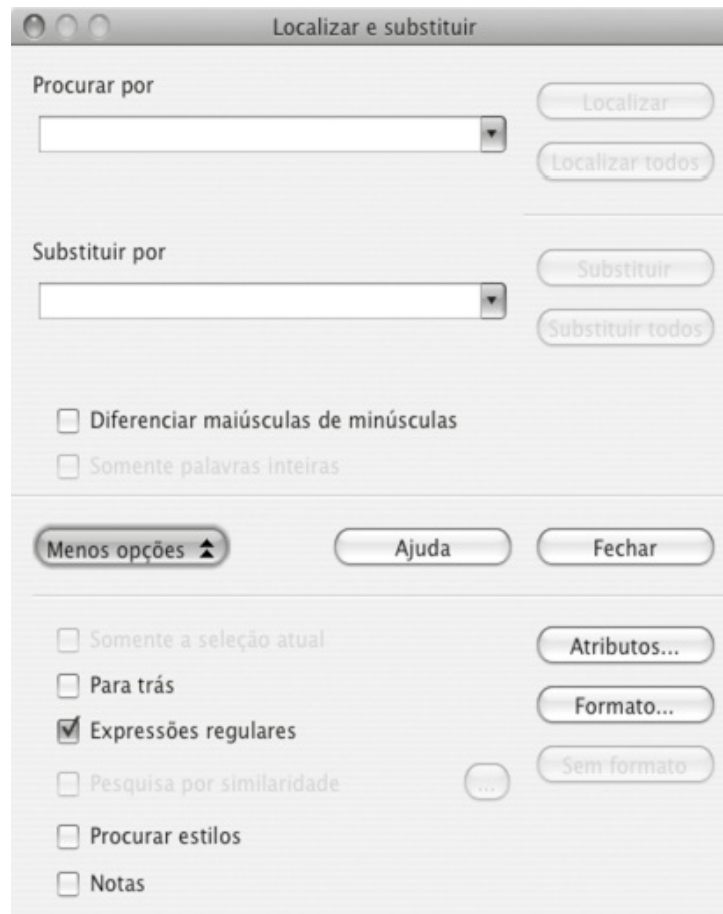 Localizar e substituir
Procurar por
Localizar
Localizar todos
Substituir por
Substituir
Substituir todos
Diferenciar maiúsculas de minúsculas
Somente palavras inteiras
Menos opções
Ajuda
Fechar
Somente a seleção atual
Atributos...
Para trás
Formato...
Expressões regulares
Sem formato
Pesquisa por similaridade
...
Procurar estilos
Notas